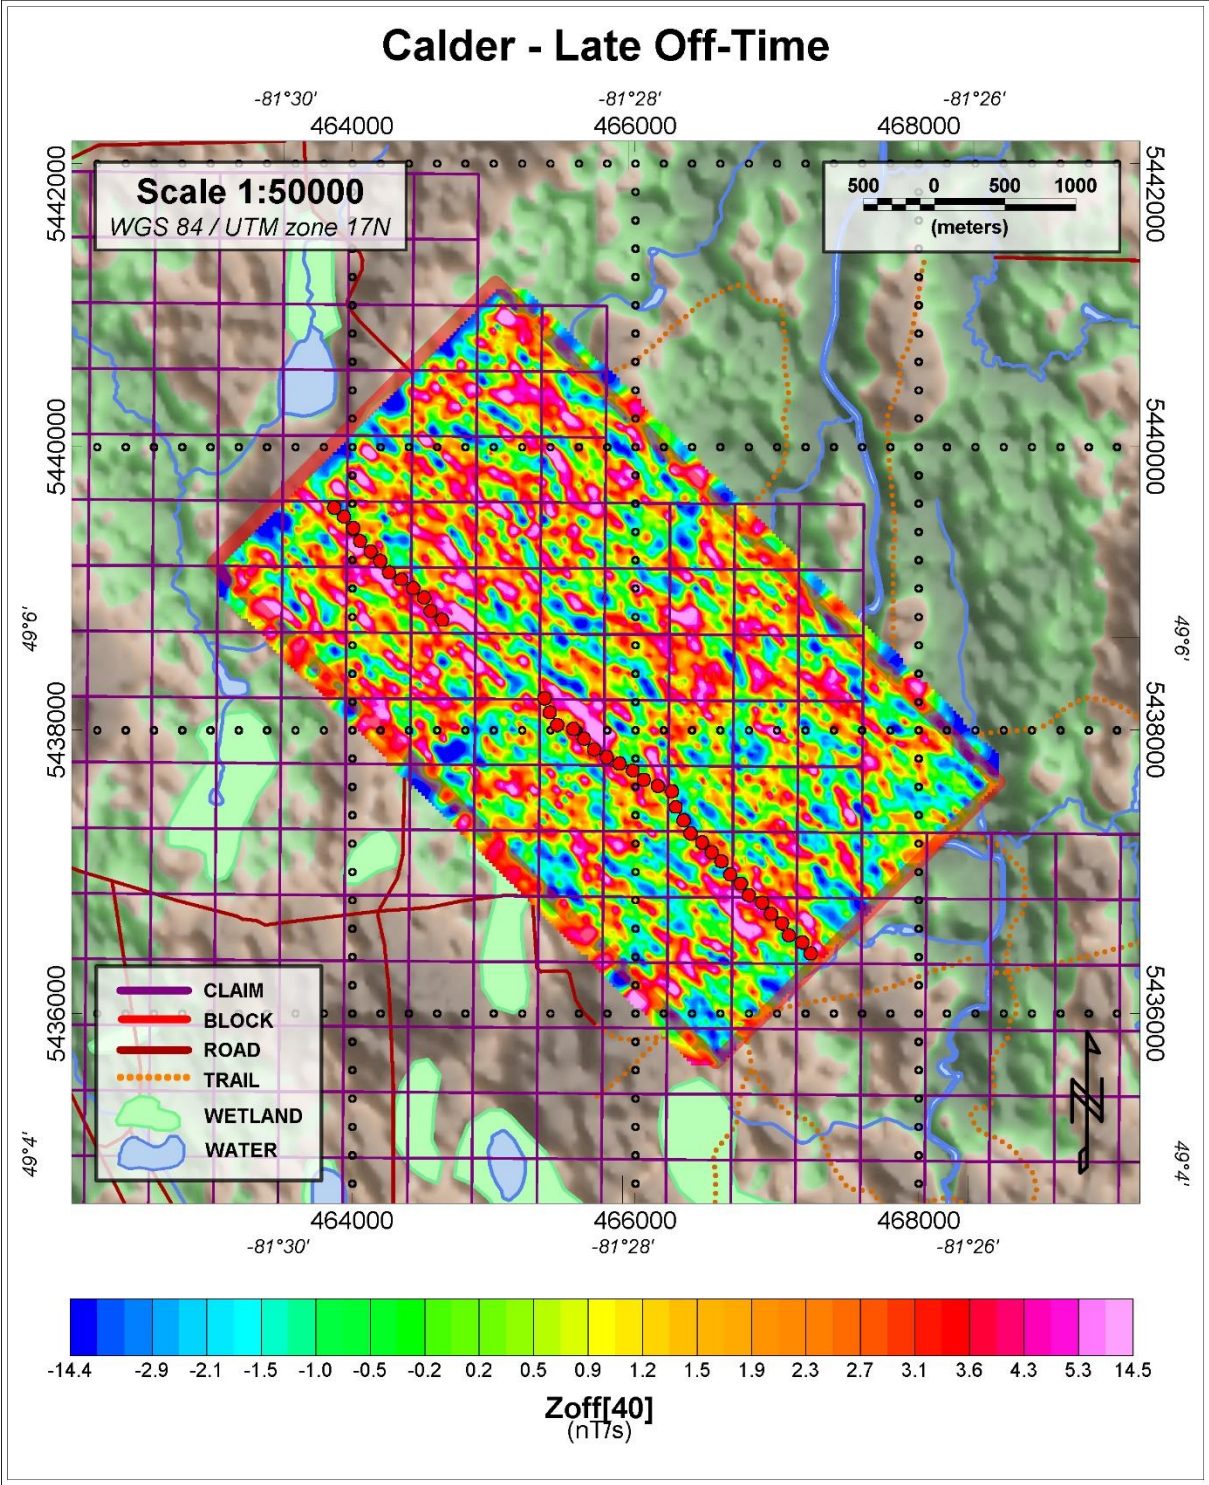 Calder - Late Off-Time
-81°30' -81°28' -81°26'
464000 466000 468000
Scale 1:50000
WGS 84 / UTM zone 17N
500 0 500 1000
(meters)
5442000 5442000
5440000 5440000
49°6' 49°6'
5438000 5438000
5436000 5436000
49°4' 49°4'
CLAIM
BLOCK
ROAD
TRAIL
WETLAND
WATER
464000 466000 468000
-81°30' -81°28' -81°26'
-14.4 -2.9 -2.1 -1.5 -1.0 -0.5 -0.2 0.2 0.5 0.9 1.2 1.5 1.9 2.3 2.7 3.1 3.6 4.3 5.3 14.5
Zoff[40]
(nT/s)